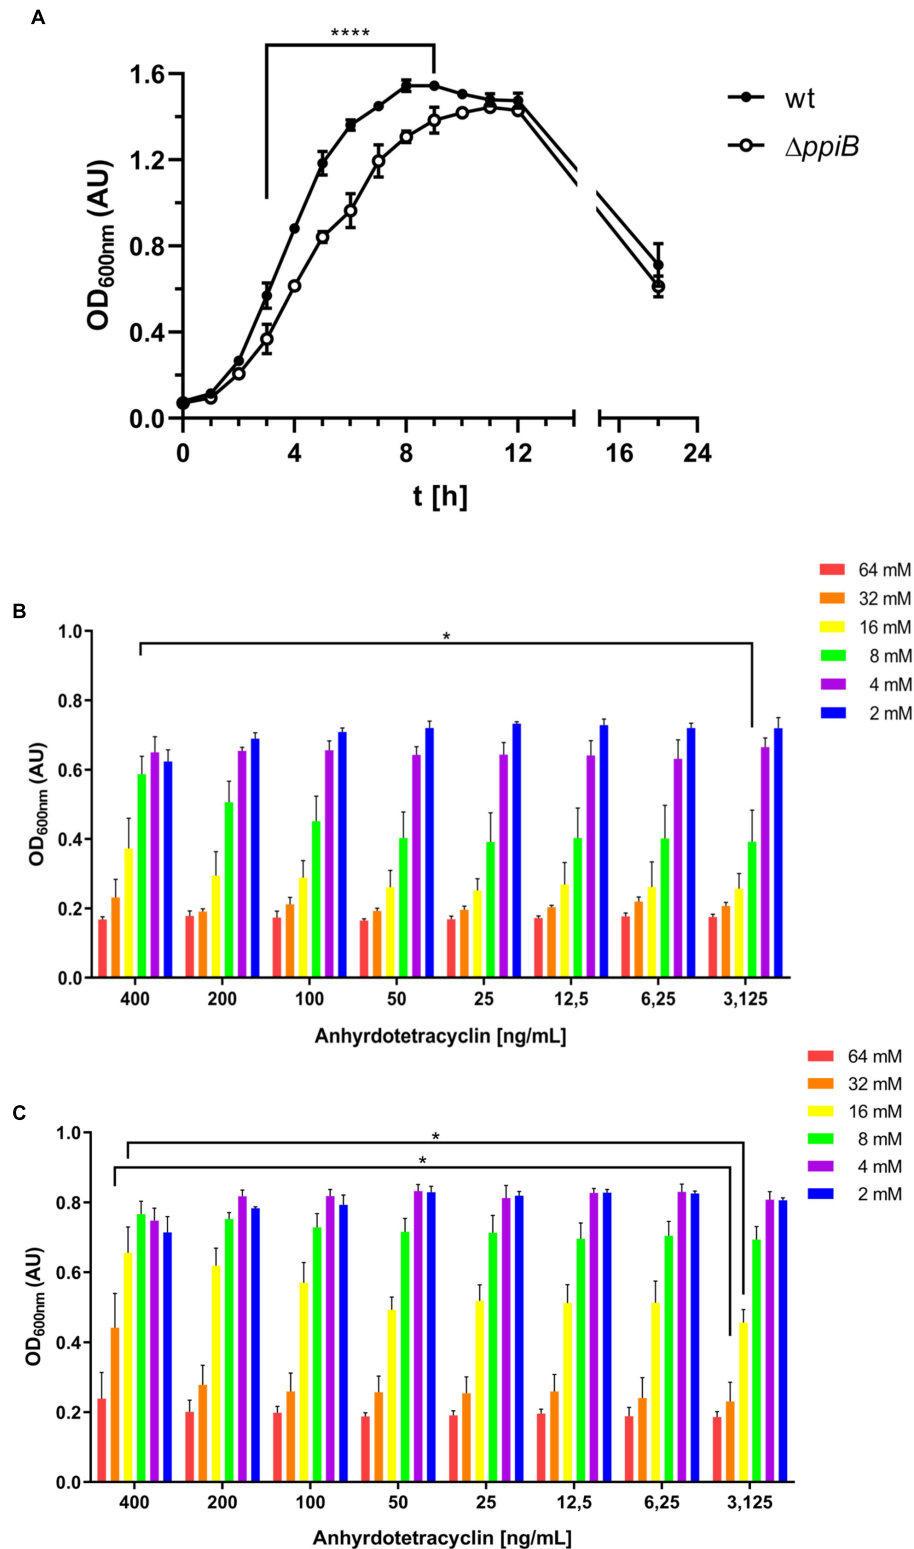 A
****
1.6
1.2
0.8
0.4
0.0
OD600nm (AU)
0 4 8 12 16 24
t [h]
wt
ΔppiB
B
64 mM
32 mM
16 mM
8 mM
4 mM
2 mM
*
1.0
0.8
0.6
0.4
0.2
0.0
OD600nm (AU)
400 200 100 50 25 12,5 6,25 3,125
Anhyrdotetracyclin [ng/mL]
C
64 mM
32 mM
16 mM
8 mM
4 mM
2 mM
*
*
1.0
0.8
0.6
0.4
0.2
0.0
OD600nm (AU)
400 200 100 50 25 12,5 6,25 3,125
Anhyrdotetracyclin [ng/mL]